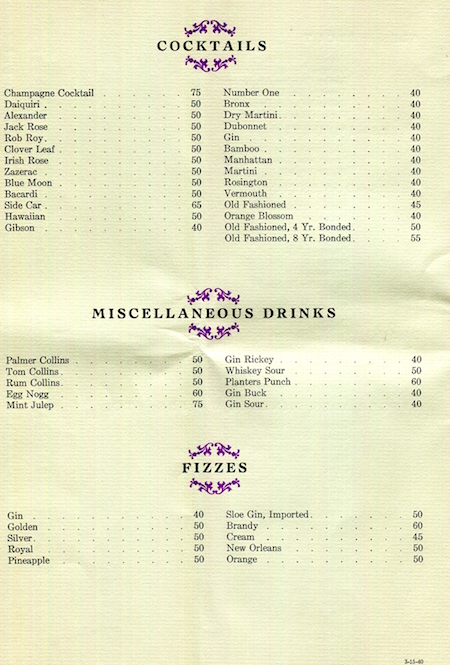 COCKTAILS
Champagne Cocktail . . . . . . . 75
Daiquiri . . . . . . . . . . . 50
Alexander . . . . . . . . . . 50
Jack Rose . . . . . . . . . . 50
Rob Roy . . . . . . . . . . . 50
Clover Leaf . . . . . . . . . . 50
Irish Rose . . . . . . . . . . 50
Zazerac . . . . . . . . . . . 50
Blue Moon . . . . . . . . . . 50
Bacardi . . . . . . . . . . . 50
Side Car . . . . . . . . . . . 65
Hawaiian . . . . . . . . . . 50
Gibson . . . . . . . . . . . 40
Number One . . . . . . . . . 40
Bronx . . . . . . . . . . . 40
Dry Martini . . . . . . . . . 40
Dubonnet . . . . . . . . . . 40
Gin . . . . . . . . . . . . 40
Bamboo . . . . . . . . . . . 40
Manhattan . . . . . . . . . . 40
Martini . . . . . . . . . . . 40
Rosington . . . . . . . . . . 40
Vermouth . . . . . . . . . . 40
Old Fashioned . . . . . . . . 45
Orange Blossom . . . . . . . . 40
Old Fashioned, 4 Yr. Bonded . . . . 50
Old Fashioned, 8 Yr. Bonded . . . . 55
MISCELLANEOUS DRINKS
Palmer Collins . . . . . . . . 50
Tom Collins . . . . . . . . . 50
Rum Collins . . . . . . . . . 50
Egg Nogg . . . . . . . . . . 60
Mint Julep . . . . . . . . . . 75
Gin Rickey . . . . . . . . . 40
Whiskey Sour . . . . . . . . 50
Planters Punch . . . . . . . . 60
Gin Buck . . . . . . . . . . 40
Gin Sour . . . . . . . . . . 40
FIZZES
Gin . . . . . . . . . . . . 40
Golden . . . . . . . . . . . 50
Silver . . . . . . . . . . . 50
Royal . . . . . . . . . . . 50
Pineapple . . . . . . . . . . 50
Sloe Gin, Imported . . . . . . . 50
Brandy . . . . . . . . . . . 60
Cream . . . . . . . . . . . 45
New Orleans . . . . . . . . . 50
Orange . . . . . . . . . . . 50
3-15-40